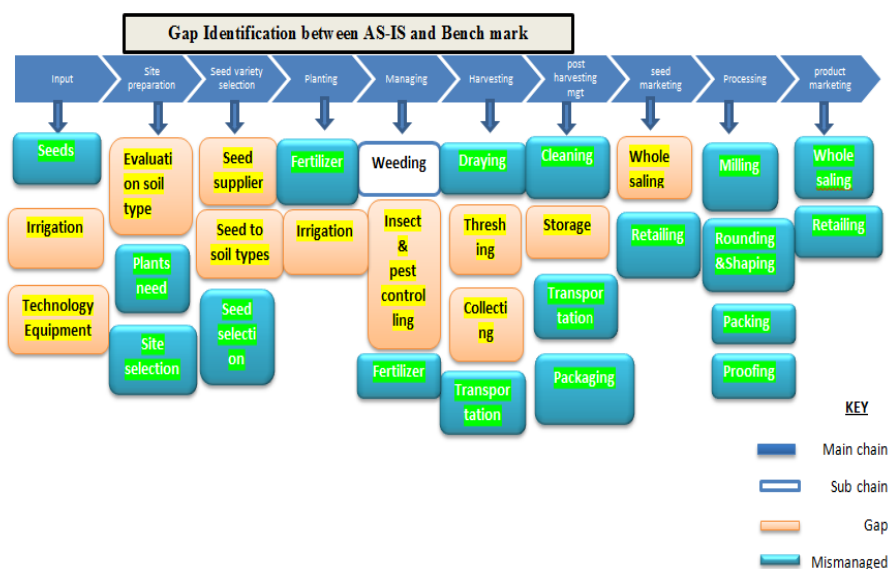 Gap Identification between AS-IS and Bench mark
Input
Site
preparation
Seed variety
selection
Planting
Managing
Harvesting
post
harvesting
mgt
seed
marketing
Processing
product
marketing
Seeds
Irrigation
Technology
Equipment
Evaluati
on soil
type
Plants
need
Site
selection
Seed
supplier
Seed to
soil types
Seed
selecti
on
Fertilizer
Irrigation
Weeding
Insect
&
pest
control
ling
Fertilizer
Draying
Thresh
ing
Collecti
ng
Transpor
tation
Cleaning
Storage
Transpor
tation
Packaging
Whole
saling
Retailing
Milling
Rounding
&Shaping
Packing
Proofing
Whole
saling
Retailing
KEY
Main chain
Sub chain
Gap
Mismanaged